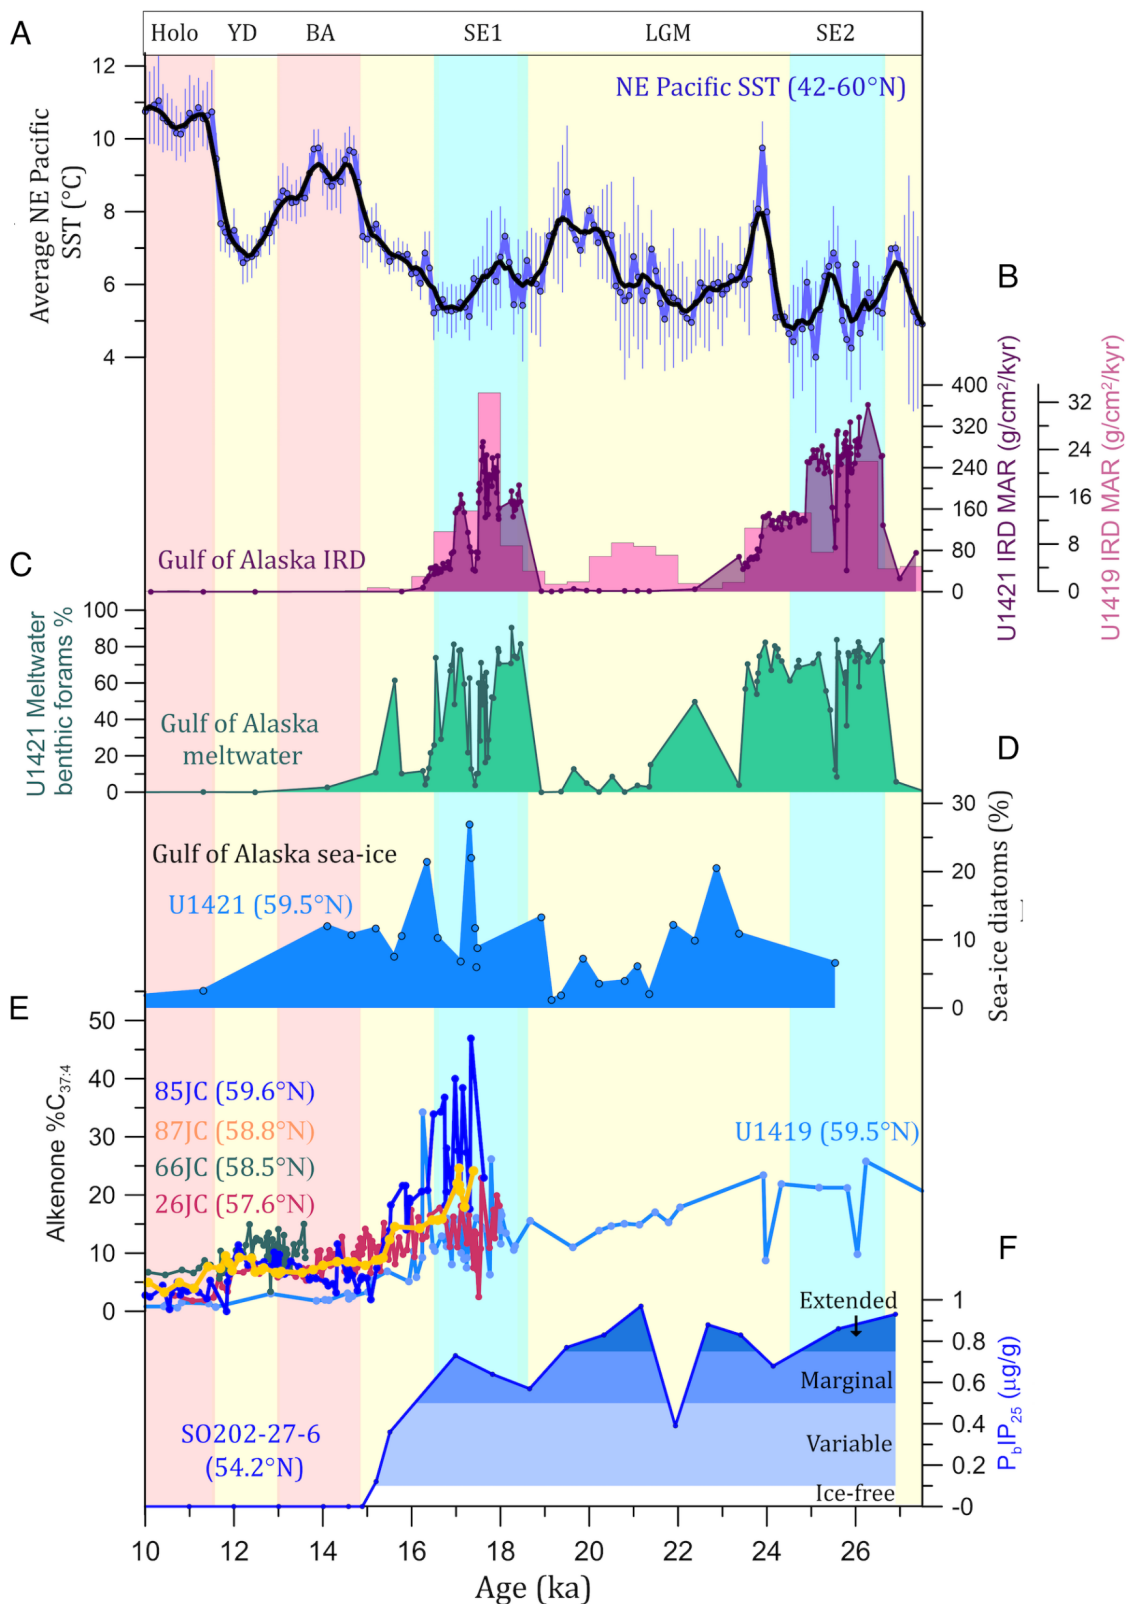 A
Holo YD BA SE1 LGM SE2
NE Pacific SST (42-60°N)
Average NE Pacific
SST (°C)
12
10
8
6
4
B
400
320
240
160
80
0
U1421 IRD MAR (g/cm²/kyr)
32
24
16
8
0
U1419 IRD MAR (g/cm²/kyr)
Gulf of Alaska IRD
C
U1421 Meltwater
benthic forams %
100
80
60
40
20
0
Gulf of Alaska
meltwater
D
30
20
10
0
Sea-ice diatoms (%)
Gulf of Alaska sea-ice
U1421 (59.5°N)
E
Alkenone %C₃₇:₄
50
40
30
20
10
0
85JC (59.6°N)
87JC (58.8°N)
66JC (58.5°N)
26JC (57.6°N)
U1419 (59.5°N)
F
1
0.8
0.6
0.4
0.2
-0
PbIP₂₅ (µg/g)
Extended
Marginal
Variable
Ice-free
SO202-27-6
(54.2°N)
10 12 14 16 18 20 22 24 26
Age (ka)